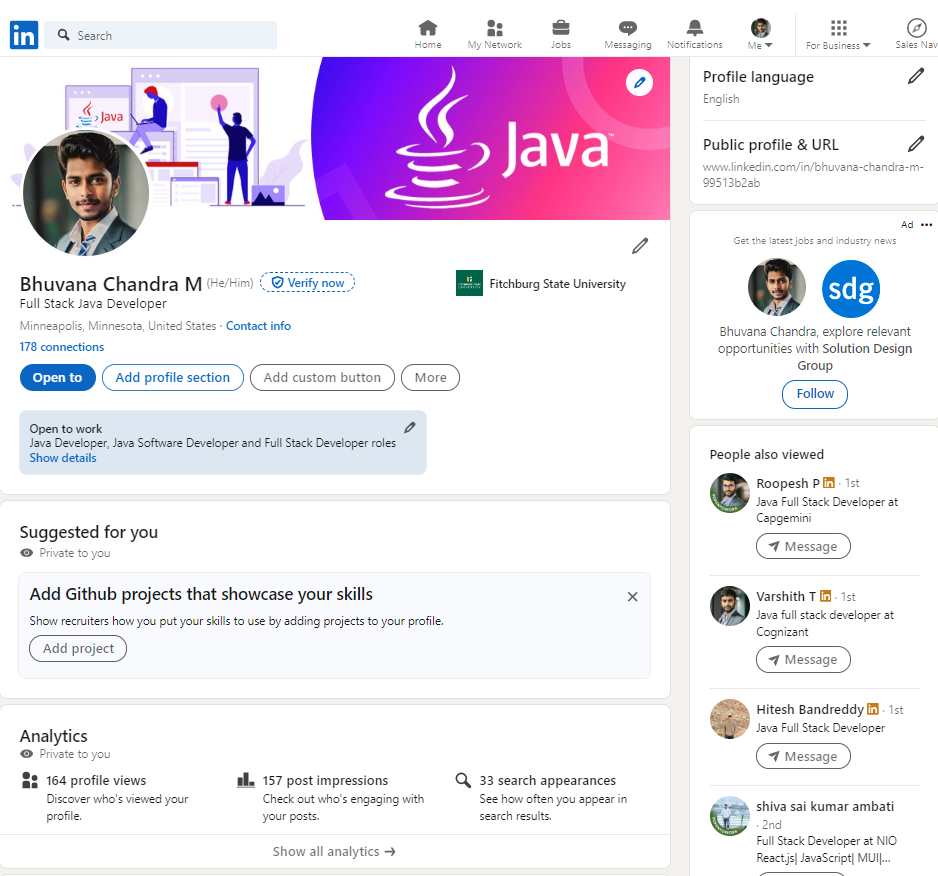 in
Search
Home
My Network
Jobs
Messaging
Notifications
Me
For Business
Sales Nav
Java
Java™
Bhuvana Chandra M (He/Him) Verify now
Full Stack Java Developer
Minneapolis, Minnesota, United States · Contact info
178 connections
Fitchburg State University
Open to
Add profile section
Add custom button
More
Open to work
Java Developer, Java Software Developer and Full Stack Developer roles
Show details
Suggested for you
Private to you
Add Github projects that showcase your skills
Show recruiters how you put your skills to use by adding projects to your profile.
Add project
Analytics
Private to you
164 profile views
Discover who's viewed your
profile.
157 post impressions
Check out who's engaging with
your posts.
33 search appearances
See how often you appear in
search results.
Show all analytics →
Profile language
English
Public profile & URL
www.linkedin.com/in/bhuvana-chandra-m-
99513b2ab
Ad
Get the latest jobs and industry news
sdg
Bhuvana Chandra, explore relevant
opportunities with Solution Design
Group
Follow
People also viewed
Roopesh P in · 1st
Java Full Stack Developer at
Capgemini
Message
Varshith T in · 1st
Java full stack developer at
Cognizant
Message
Hitesh Bandreddy in · 1st
Java Full Stack Developer
Message
shiva sai kumar ambati
· 2nd
Full Stack Developer at NIO
React.js| JavaScript| MUI|...